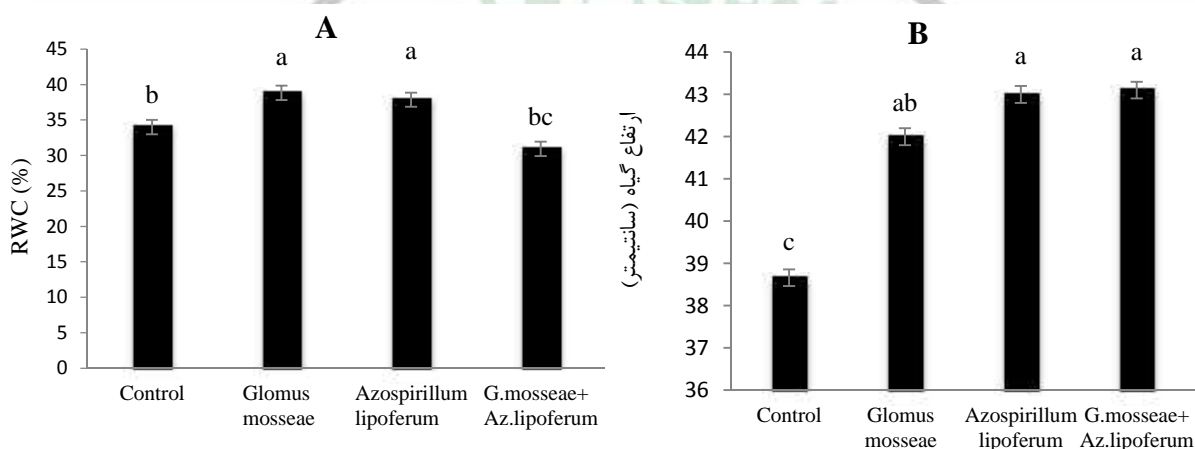 A
45
40
35
30
25
20
15
10
5
0
RWC (%)
b
a
a
bc
Control
Glomus
mosseae
Azospirillum
lipoferum
G.mosseae+
Az.lipoferum
B
44
43
42
41
40
39
38
37
36
ارتفاع گیاه (سانتیمتر)
c
ab
a
a
Control
Glomus
mosseae
Azospirillum
lipoferum
G.mosseae+
Az.lipoferum